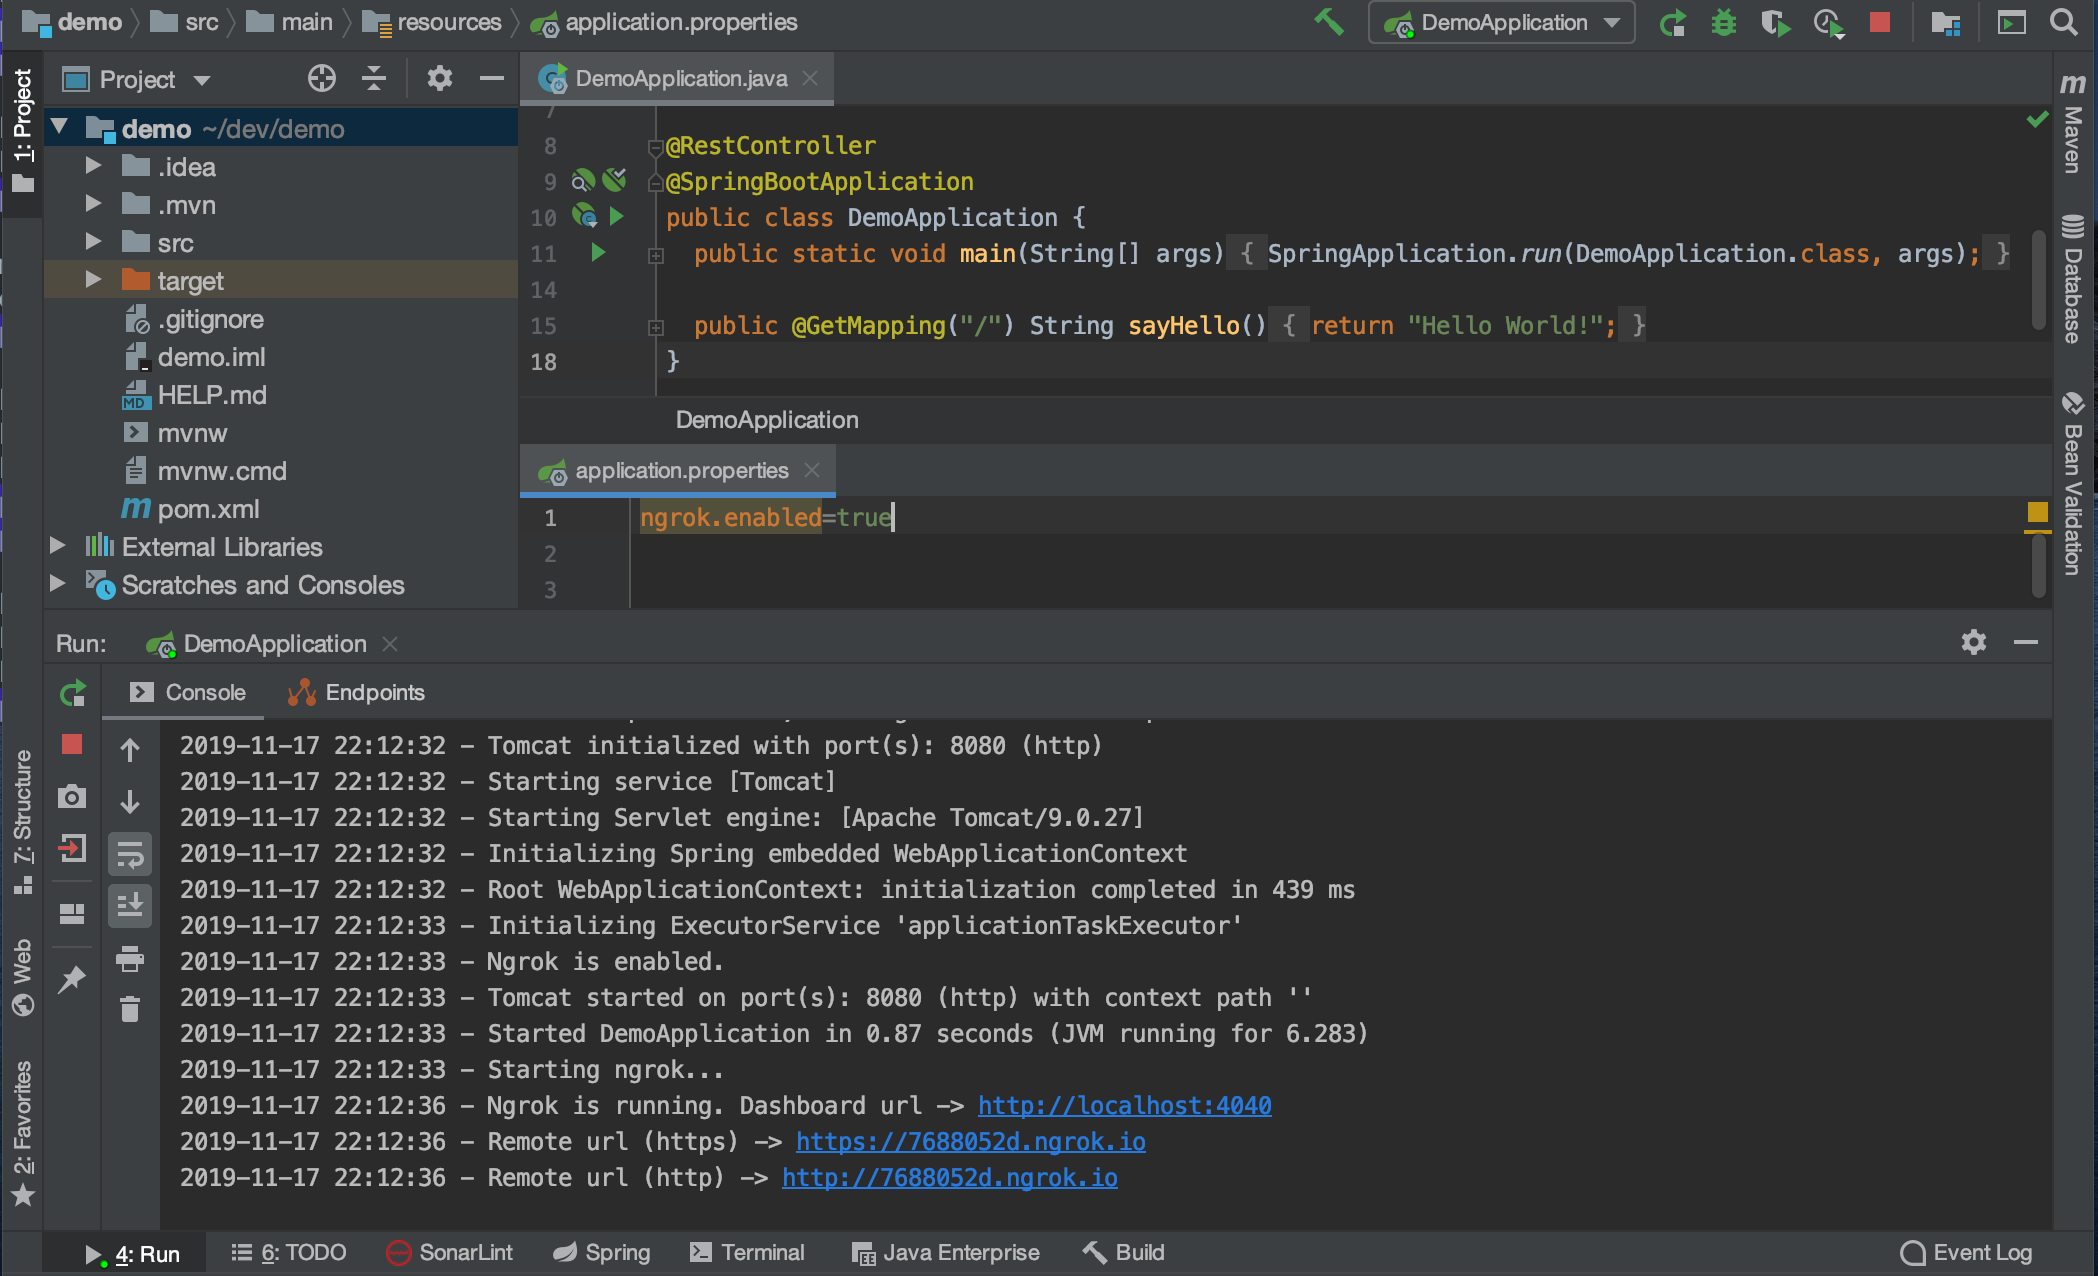 demo src main resources application.properties DemoApplication
1: Project
Project
DemoApplication.java
demo ~/dev/demo
.idea
.mvn
src
target
.gitignore
demo.iml
HELP.md
mvnw
mvnw.cmd
pom.xml
External Libraries
Scratches and Consoles
7
8 @RestController
9 @SpringBootApplication
10 public class DemoApplication {
11 public static void main(String[] args) { SpringApplication.run(DemoApplication.class, args); }
14
15 public @GetMapping("/") String sayHello() { return "Hello World!"; }
18 }
DemoApplication
application.properties
1 ngrok.enabled=true
2
3
m Maven
Database
Bean Validation
Run: DemoApplication
Console Endpoints
2019-11-17 22:12:32 – Tomcat initialized with port(s): 8080 (http)
2019-11-17 22:12:32 – Starting service [Tomcat]
2019-11-17 22:12:32 – Starting Servlet engine: [Apache Tomcat/9.0.27]
2019-11-17 22:12:32 – Initializing Spring embedded WebApplicationContext
2019-11-17 22:12:32 – Root WebApplicationContext: initialization completed in 439 ms
2019-11-17 22:12:33 – Initializing ExecutorService 'applicationTaskExecutor'
2019-11-17 22:12:33 – Ngrok is enabled.
2019-11-17 22:12:33 – Tomcat started on port(s): 8080 (http) with context path ''
2019-11-17 22:12:33 – Started DemoApplication in 0.87 seconds (JVM running for 6.283)
2019-11-17 22:12:33 – Starting ngrok...
2019-11-17 22:12:36 – Ngrok is running. Dashboard url –> http://localhost:4040
2019-11-17 22:12:36 – Remote url (https) –> https://7688052d.ngrok.io
2019-11-17 22:12:36 – Remote url (http) –> http://7688052d.ngrok.io
7: Structure
Web
2: Favorites
4: Run 6: TODO SonarLint Spring Terminal Java Enterprise Build Event Log